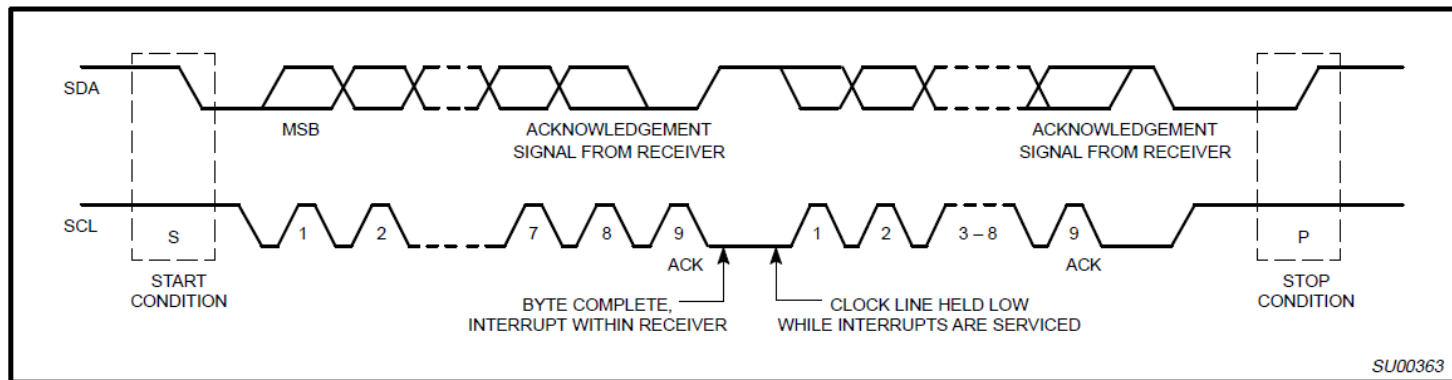 SDA
MSB
ACKNOWLEDGEMENT
SIGNAL FROM RECEIVER
ACKNOWLEDGEMENT
SIGNAL FROM RECEIVER
SCL
S
1
2
7
8
9
1
2
3 – 8
9
P
ACK
ACK
START
CONDITION
BYTE COMPLETE,
INTERRUPT WITHIN RECEIVER
CLOCK LINE HELD LOW
WHILE INTERRUPTS ARE SERVICED
STOP
CONDITION
SU00363